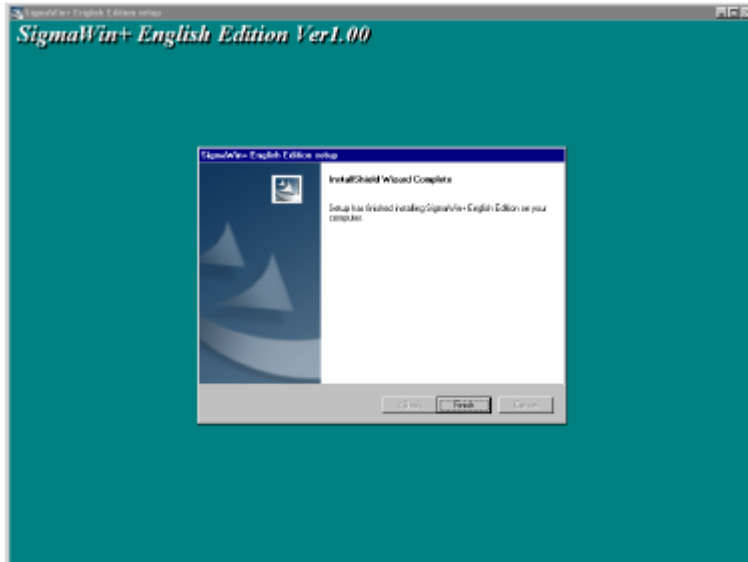 SigmaWin+ English Edition setup
SigmaWin+ English Edition Ver1.00
SigmaWin+ English Edition setup
InstallShield Wizard Complete
Setup has finished installing SigmaWin+ English Edition on your
computer.
< Back
Finish
Cancel